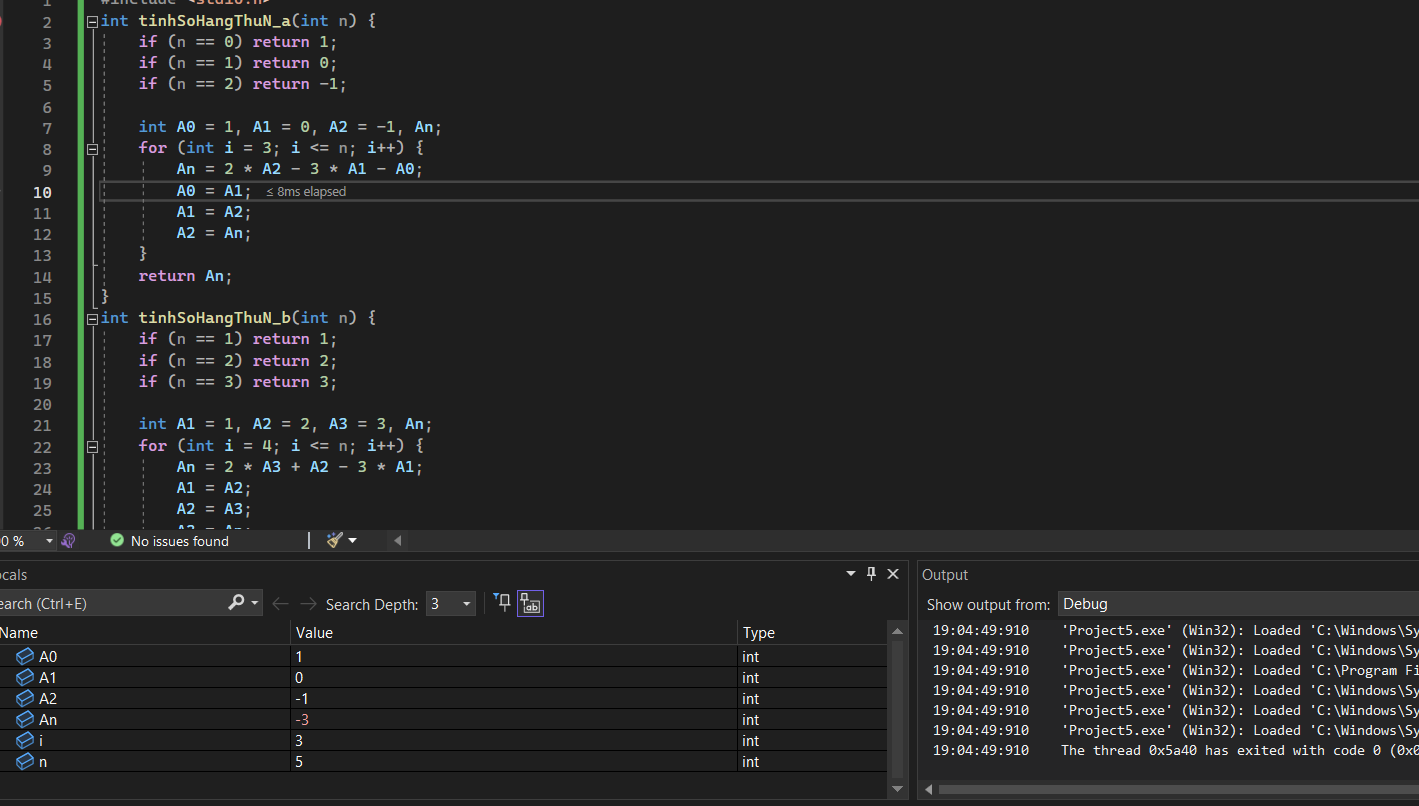 1
2 int tinhSoHangThuN_a(int n) {
3 if (n == 0) return 1;
4 if (n == 1) return 0;
5 if (n == 2) return -1;
6
7 int A0 = 1, A1 = 0, A2 = -1, An;
8 for (int i = 3; i <= n; i++) {
9 An = 2 * A2 - 3 * A1 - A0;
10 A0 = A1; ≤ 8ms elapsed
11 A1 = A2;
12 A2 = An;
13 }
14 return An;
15 }
16 int tinhSoHangThuN_b(int n) {
17 if (n == 1) return 1;
18 if (n == 2) return 2;
19 if (n == 3) return 3;
20
21 int A1 = 1, A2 = 2, A3 = 3, An;
22 for (int i = 4; i <= n; i++) {
23 An = 2 * A3 + A2 - 3 * A1;
24 A1 = A2;
25 A2 = A3;
0 % No issues found
ocals
earch (Ctrl+E) Search Depth: 3
Name Value Type
A0 1 int
A1 0 int
A2 -1 int
An -3 int
i 3 int
n 5 int
Output
Show output from: Debug
19:04:49:910 'Project5.exe' (Win32): Loaded 'C:\Windows\Sy
19:04:49:910 'Project5.exe' (Win32): Loaded 'C:\Windows\Sy
19:04:49:910 'Project5.exe' (Win32): Loaded 'C:\Program Fi
19:04:49:910 'Project5.exe' (Win32): Loaded 'C:\Windows\Sy
19:04:49:910 'Project5.exe' (Win32): Loaded 'C:\Windows\Sy
19:04:49:910 'Project5.exe' (Win32): Loaded 'C:\Windows\Sy
19:04:49:910 The thread 0x5a40 has exited with code 0 (0x0